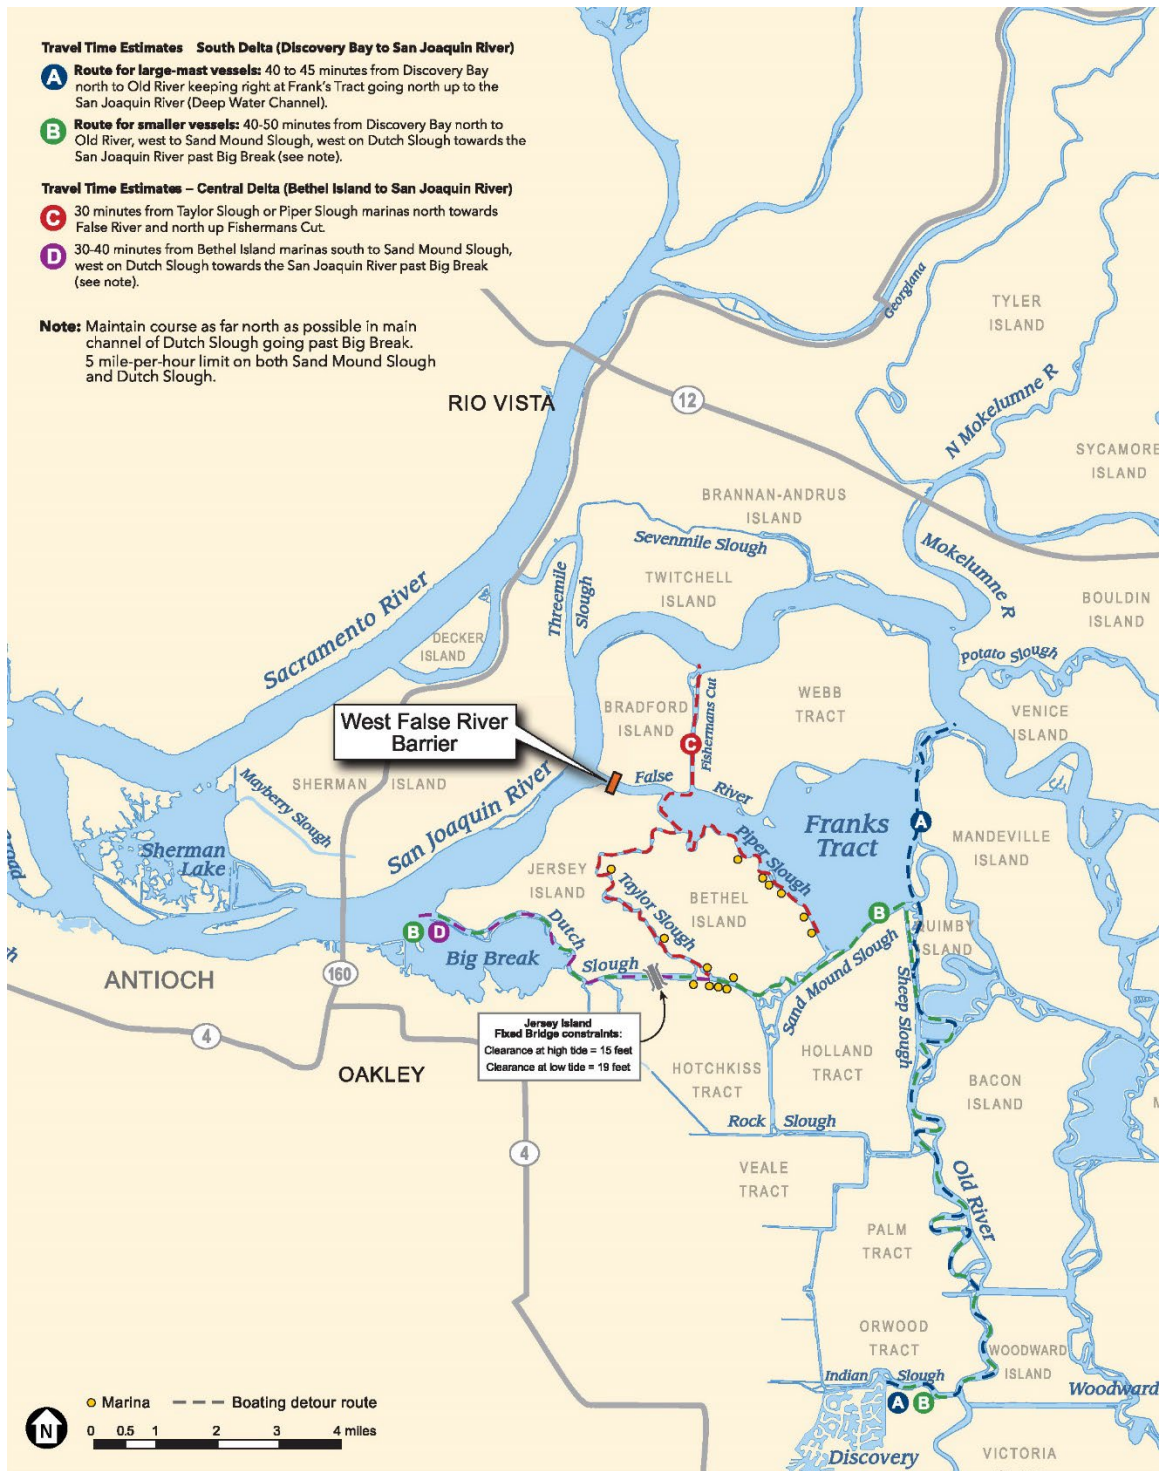 Travel Time Estimates South Delta (Discovery Bay to San Joaquin River)
A Route for large-mast vessels: 40 to 45 minutes from Discovery Bay
north to Old River keeping right at Frank's Tract going north up to the
San Joaquin River (Deep Water Channel).
B Route for smaller vessels: 40-50 minutes from Discovery Bay north to
Old River, west to Sand Mound Slough, west on Dutch Slough towards the
San Joaquin River past Big Break (see note).
Travel Time Estimates – Central Delta (Bethel Island to San Joaquin River)
C 30 minutes from Taylor Slough or Piper Slough marinas north towards
False River and north up Fishermans Cut.
D 30-40 minutes from Bethel Island marinas south to Sand Mound Slough,
west on Dutch Slough towards the San Joaquin River past Big Break
(see note).
Note: Maintain course as far north as possible in main
channel of Dutch Slough going past Big Break.
5 mile-per-hour limit on both Sand Mound Slough
and Dutch Slough.
Georgiana
TYLER
ISLAND
RIO VISTA
12
N Mokelumne R
SYCAMORE
ISLAND
BRANNAN-ANDRUS
ISLAND
Sevenmile Slough
Mokelumne R
TWITCHELL
ISLAND
Threemile
Slough
BOULDIN
ISLAND
Sacramento River
DECKER
ISLAND
Potato Slough
WEBB
TRACT
VENICE
ISLAND
BRADFORD
ISLAND
Fishermans Cut
C
West False River
Barrier
False
River
SHERMAN
ISLAND
Mayberry Slough
San Joaquin River
Franks
Tract
A
MANDEVILLE
ISLAND
Sherman
Lake
road
Piper Slough
JERSEY
ISLAND
Taylor Slough
BETHEL
ISLAND
B
QUIMBY
ISLAND
B
D
Dutch
Slough
Big Break
Sand Mound Slough
Sheep Slough
ANTIOCH
160
4
Jersey Island
Fixed Bridge constraints:
Clearance at high tide = 15 feet
Clearance at low tide = 19 feet
OAKLEY
HOTCHKISS
TRACT
HOLLAND
TRACT
BACON
ISLAND
Rock Slough
4
VEALE
TRACT
Old River
PALM
TRACT
ORWOOD
TRACT
WOODWARD
ISLAND
Indian Slough
Woodward
A
B
Discovery
VICTORIA
Marina
Boating detour route
N
0 0.5 1 2 3 4 miles